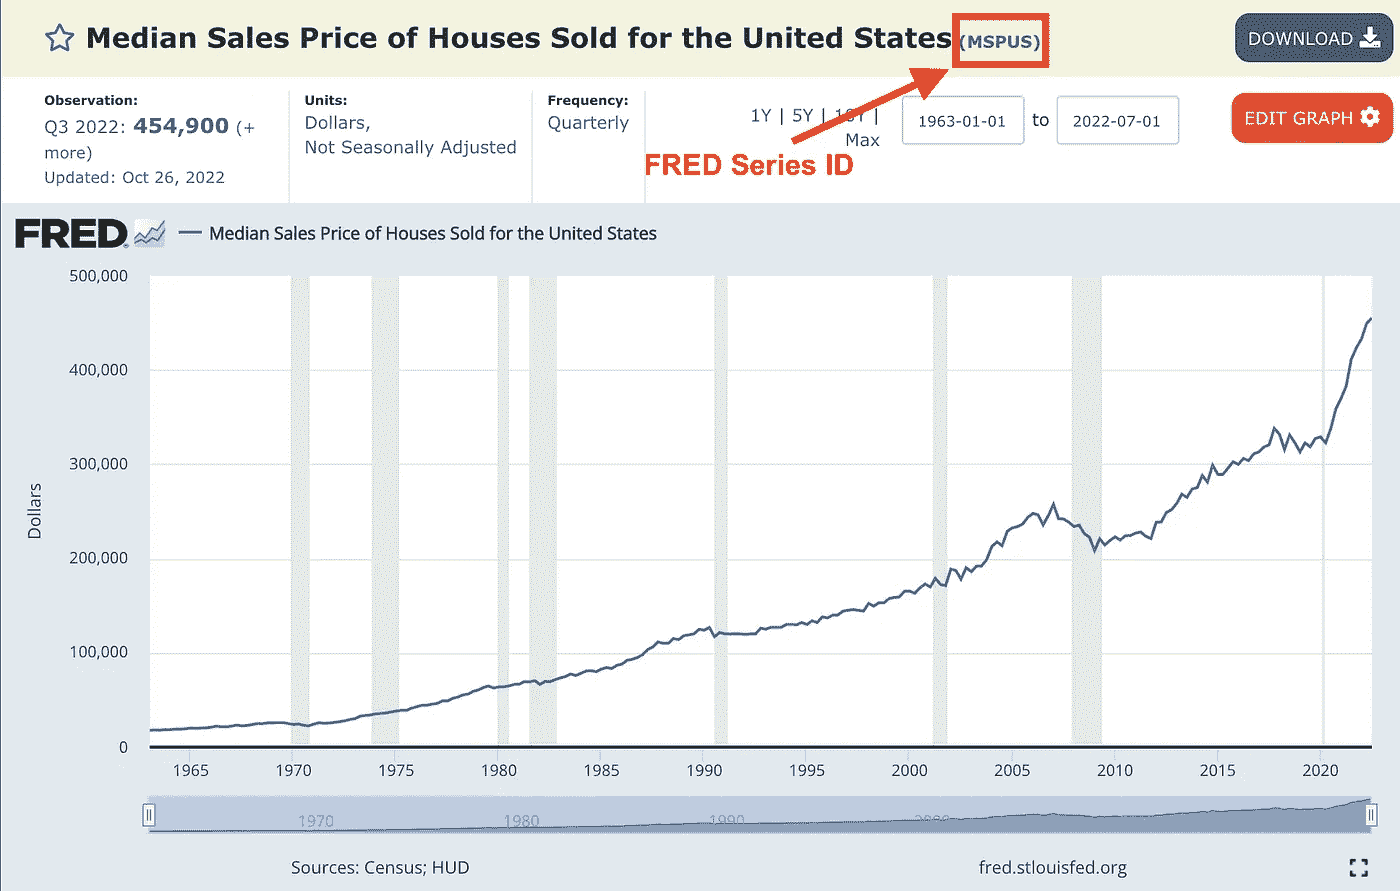 Median Sales Price of Houses Sold for the United States (MSPUS)
DOWNLOAD
Observation:
Q3 2022: 454,900 (+
more)
Updated: Oct 26, 2022
Units:
Dollars,
Not Seasonally Adjusted
Frequency:
Quarterly
1Y | 5Y | 10Y |
Max
1963-01-01 to 2022-07-01
EDIT GRAPH
FRED Series ID
FRED
Median Sales Price of Houses Sold for the United States
500,000
400,000
300,000
200,000
100,000
0
Dollars
1965 1970 1975 1980 1985 1990 1995 2000 2005 2010 2015 2020
1970 1980 1990 2000
Sources: Census; HUD
fred.stlouisfed.org